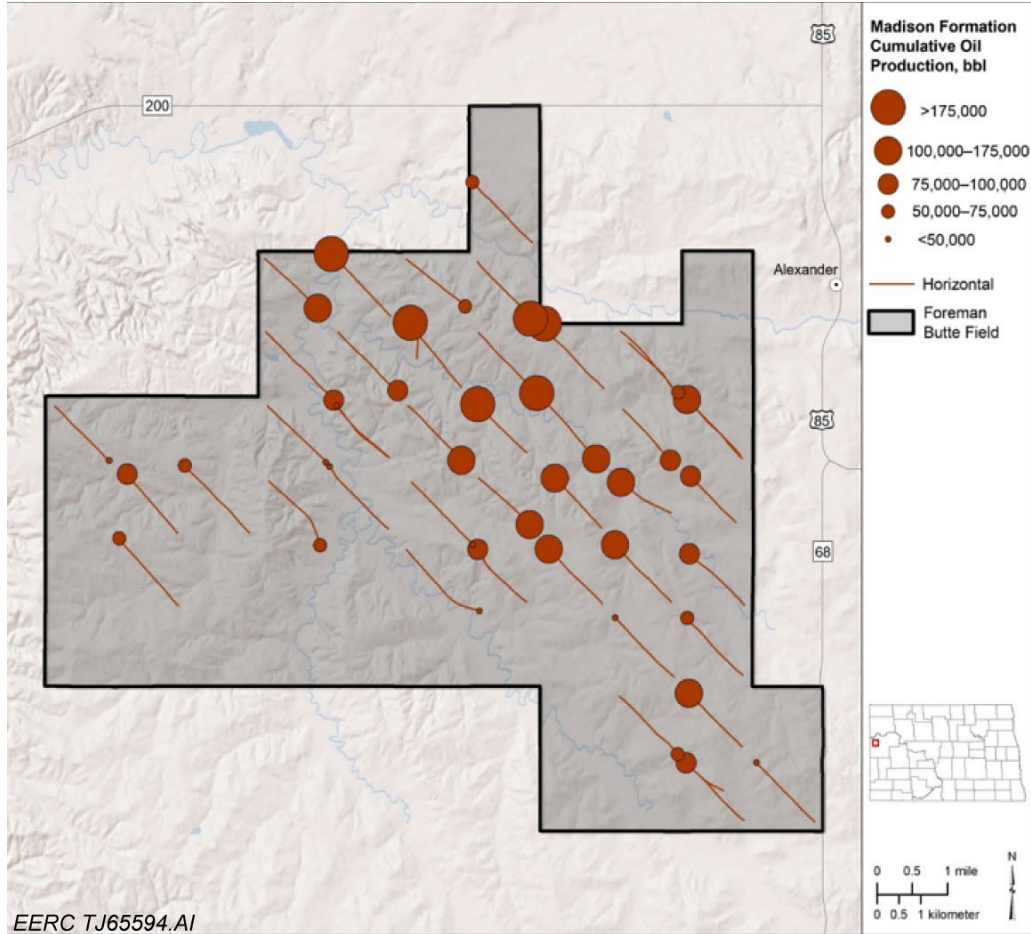 85
Madison Formation
Cumulative Oil
Production, bbl
200
>175,000
100,000–175,000
75,000–100,000
50,000–75,000
<50,000
Alexander
Horizontal
Foreman
Butte Field
85
68
0 0.5 1 mile
0 0.5 1 kilometer
N
EERC TJ65594.AI